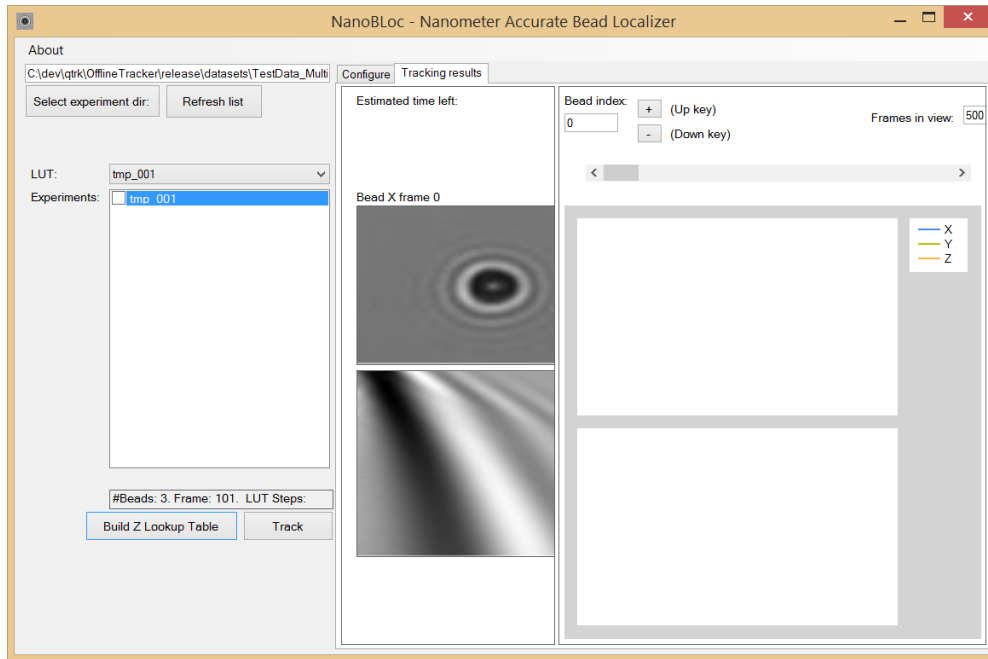 NanoBLoc - Nanometer Accurate Bead Localizer
About
C:\dev\qtrk\OfflineTracker\release\datasets\TestData_Multi
Select experiment dir:
Refresh list
LUT:
tmp_001
Experiments:
tmp_001
#Beads: 3. Frame: 101. LUT Steps:
Build Z Lookup Table
Track
Configure
Tracking results
Estimated time left:
Bead X frame 0
Bead index:
0
+
(Up key)
-
(Down key)
Frames in view:
500
X
Y
Z